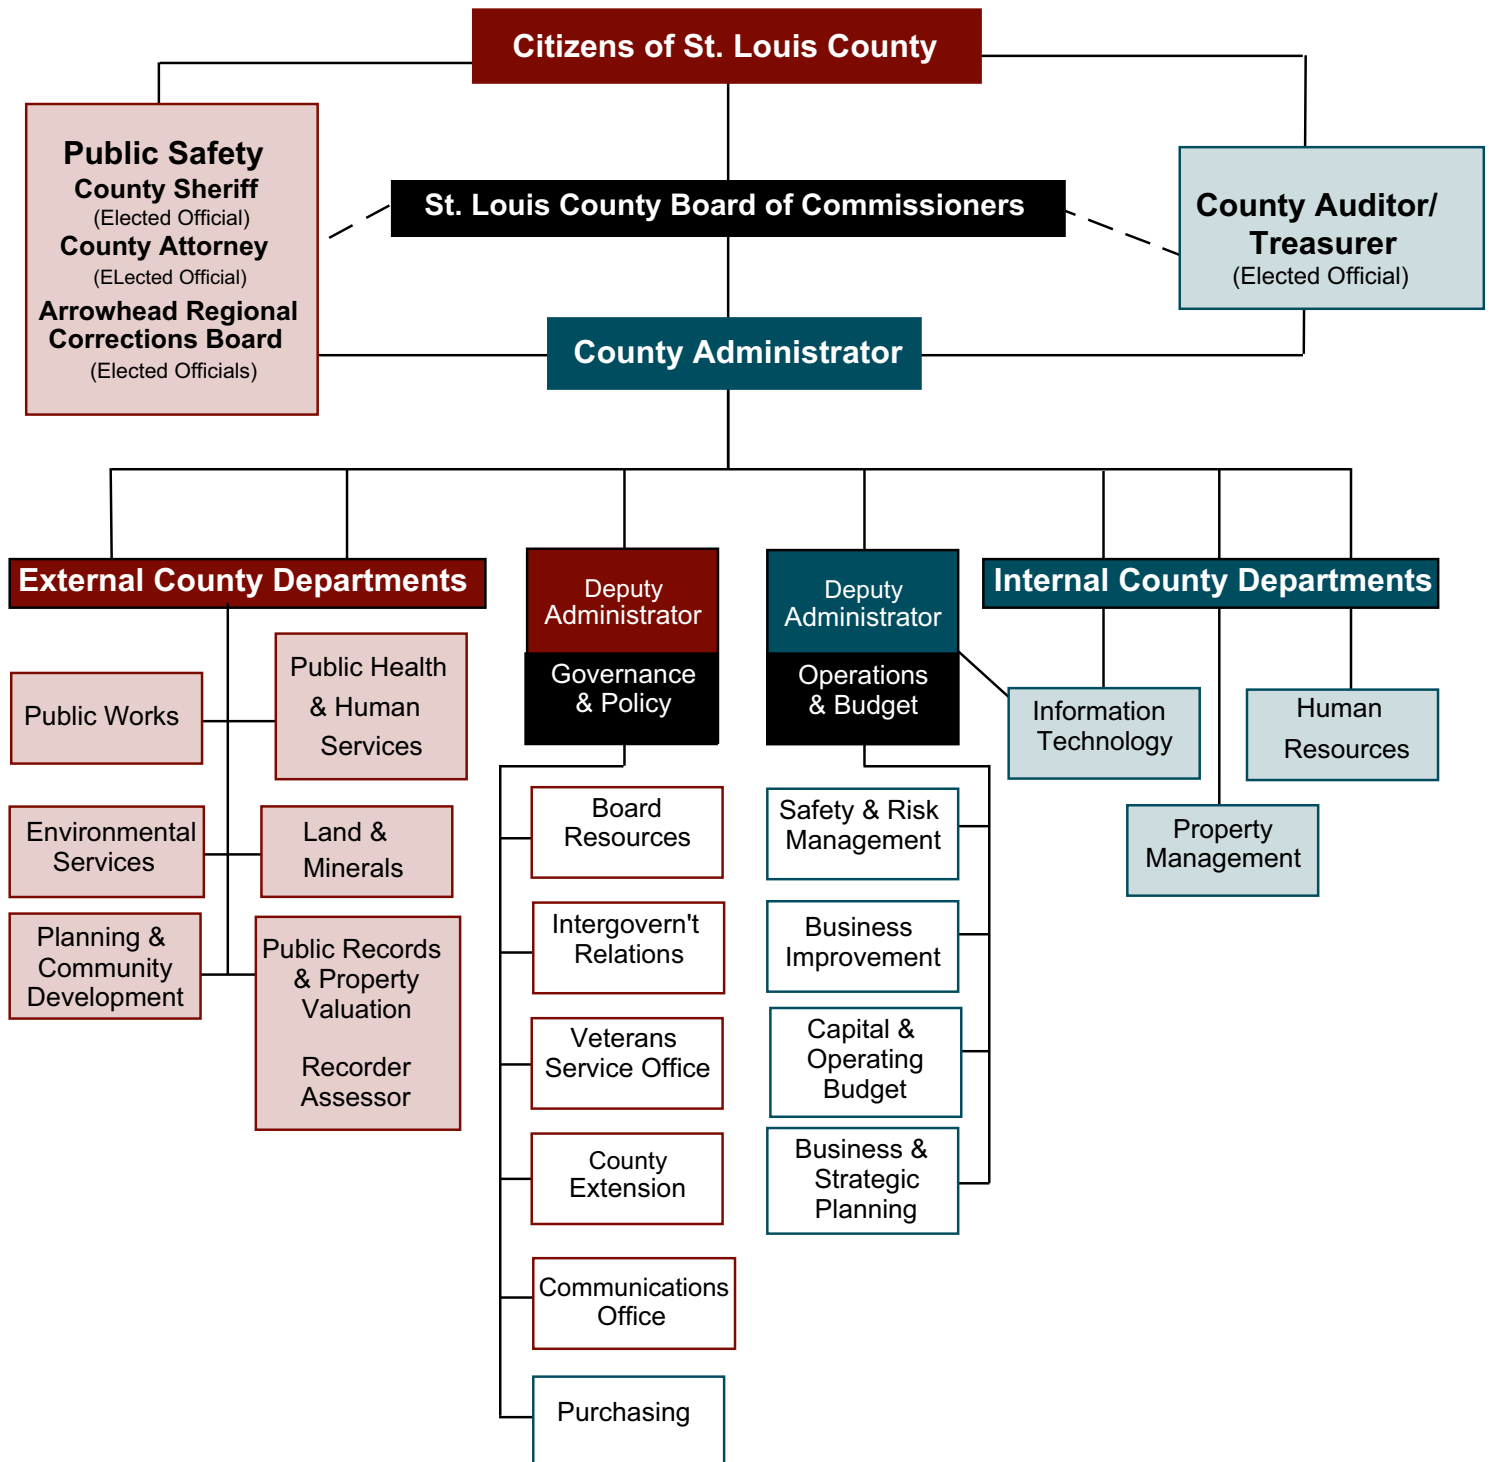 Citizens of St. Louis County
Public Safety
County Sheriff
(Elected Official)
County Attorney
(ELected Official)
Arrowhead Regional
Corrections Board
(Elected Officials)
St. Louis County Board of Commissioners
County Auditor/
Treasurer
(Elected Official)
County Administrator
External County Departments
Public Works
Public Health
& Human
Services
Environmental
Services
Land &
Minerals
Planning &
Community
Development
Public Records
& Property
Valuation
Recorder
Assessor
Deputy
Administrator
Governance
& Policy
Board
Resources
Intergovern't
Relations
Veterans
Service Office
County
Extension
Communications
Office
Purchasing
Deputy
Administrator
Operations
& Budget
Safety & Risk
Management
Business
Improvement
Capital &
Operating
Budget
Business &
Strategic
Planning
Internal County Departments
Information
Technology
Human
Resources
Property
Management